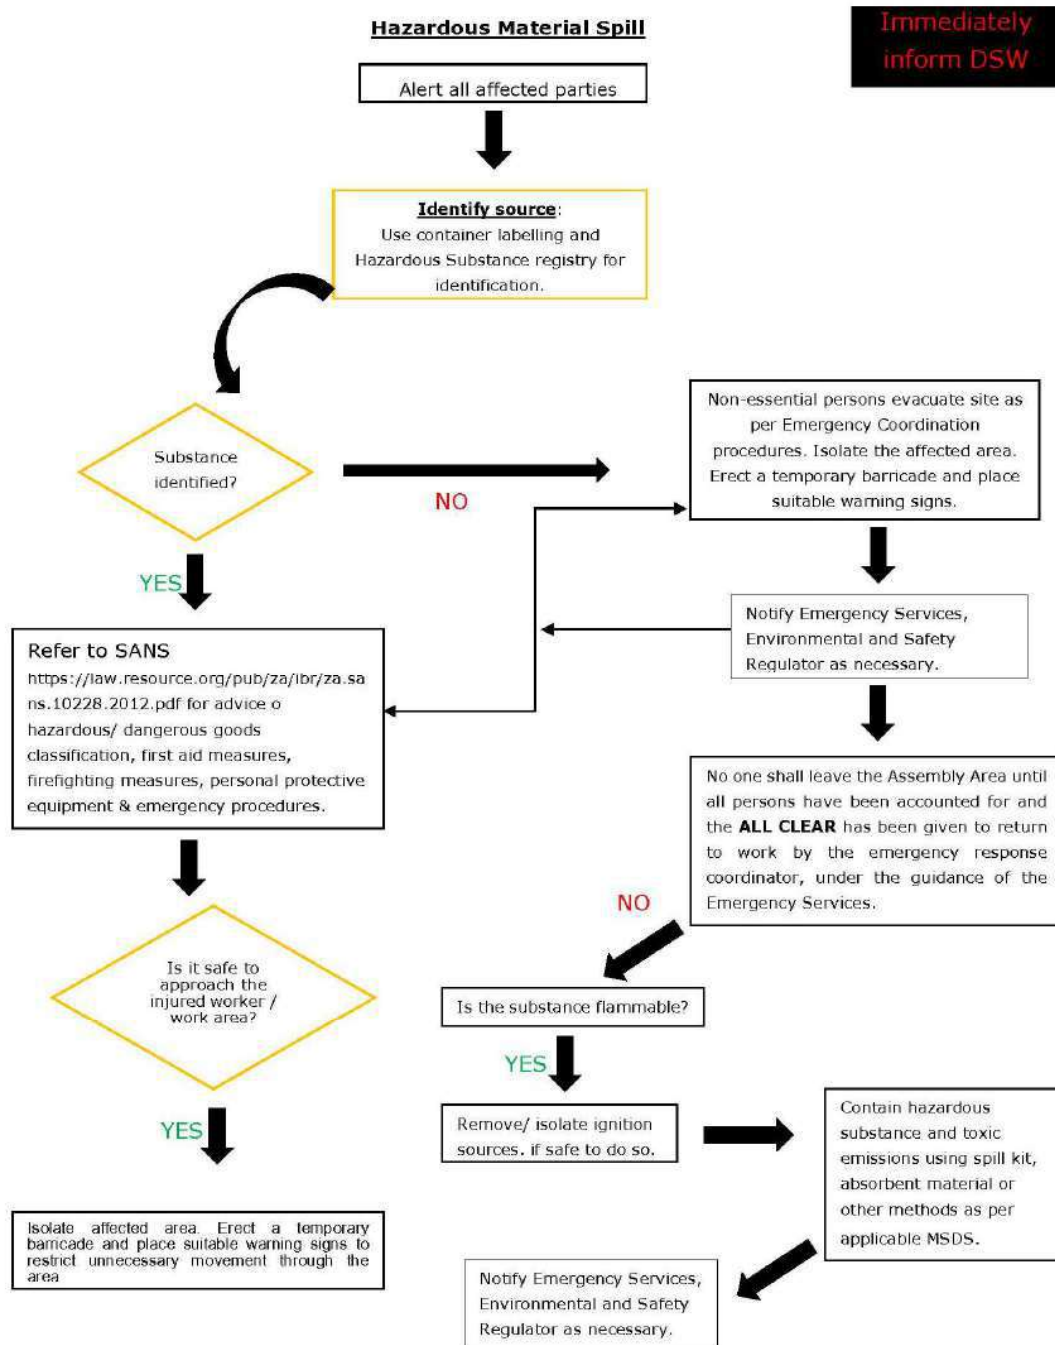 Hazardous Material Spill
Immediately
inform DSW
Alert all affected parties
Identify source:
Use container labelling and
Hazardous Substance registry for
identification.
Substance
identified?
NO
Non-essential persons evacuate site as
per Emergency Coordination
procedures. Isolate the affected area.
Erect a temporary barricade and place
suitable warning signs.
YES
Notify Emergency Services,
Environmental and Safety
Regulator as necessary.
Refer to SANS
https://law.resource.org/pub/za/ibr/za.sa
ns.10228.2012.pdf for advice o
hazardous/ dangerous goods
classification, first aid measures,
firefighting measures, personal protective
equipment & emergency procedures.
No one shall leave the Assembly Area until
all persons have been accounted for and
the ALL CLEAR has been given to return
to work by the emergency response
coordinator, under the guidance of the
Emergency Services.
NO
Is it safe to
approach the
injured worker /
work area?
Is the substance flammable?
YES
Remove/ isolate ignition
sources. if safe to do so.
Contain hazardous
substance and toxic
emissions using spill kit,
absorbent material or
other methods as per
applicable MSDS.
YES
Isolate affected area. Erect a temporary
barricade and place suitable warning signs to
restrict unnecessary movement through the
area
Notify Emergency Services,
Environmental and Safety
Regulator as necessary.